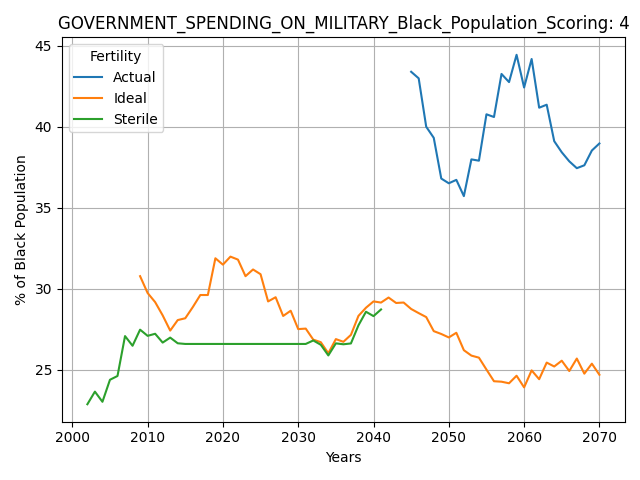 GOVERNMENT_SPENDING_ON_MILITARY_Black_Population_Scoring: 4
Fertility
Actual
Ideal
Sterile
% of Black Population
45
40
35
30
25
2000 2010 2020 2030 2040 2050 2060 2070
Years